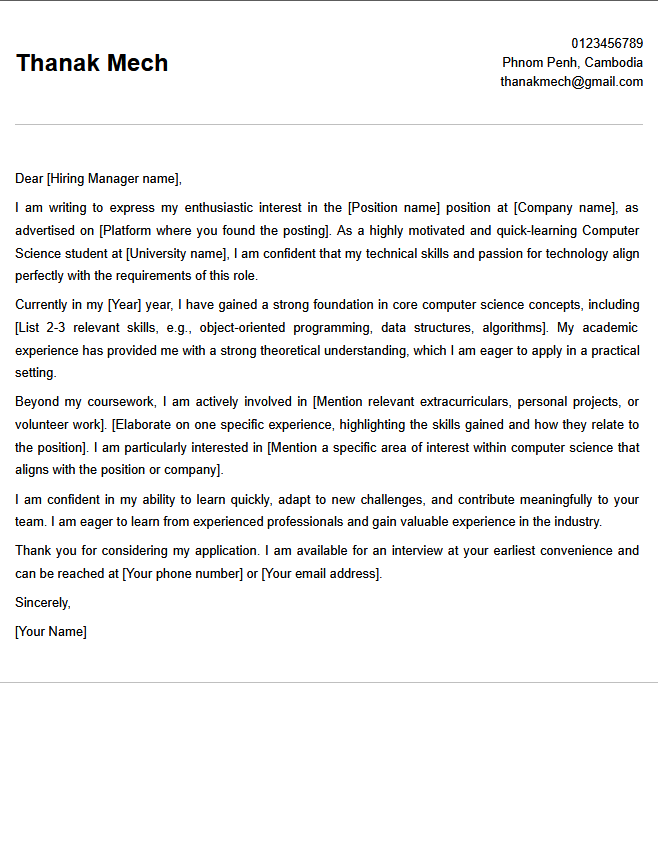 Thanak Mech
0123456789
Phnom Penh, Cambodia
thanakmech@gmail.com
Dear [Hiring Manager name],
I am writing to express my enthusiastic interest in the [Position name] position at [Company name], as
advertised on [Platform where you found the posting]. As a highly motivated and quick-learning Computer
Science student at [University name], I am confident that my technical skills and passion for technology align
perfectly with the requirements of this role.
Currently in my [Year] year, I have gained a strong foundation in core computer science concepts, including
[List 2-3 relevant skills, e.g., object-oriented programming, data structures, algorithms]. My academic
experience has provided me with a strong theoretical understanding, which I am eager to apply in a practical
setting.
Beyond my coursework, I am actively involved in [Mention relevant extracurriculars, personal projects, or
volunteer work]. [Elaborate on one specific experience, highlighting the skills gained and how they relate to
the position]. I am particularly interested in [Mention a specific area of interest within computer science that
aligns with the position or company].
I am confident in my ability to learn quickly, adapt to new challenges, and contribute meaningfully to your
team. I am eager to learn from experienced professionals and gain valuable experience in the industry.
Thank you for considering my application. I am available for an interview at your earliest convenience and
can be reached at [Your phone number] or [Your email address].
Sincerely,
[Your Name]